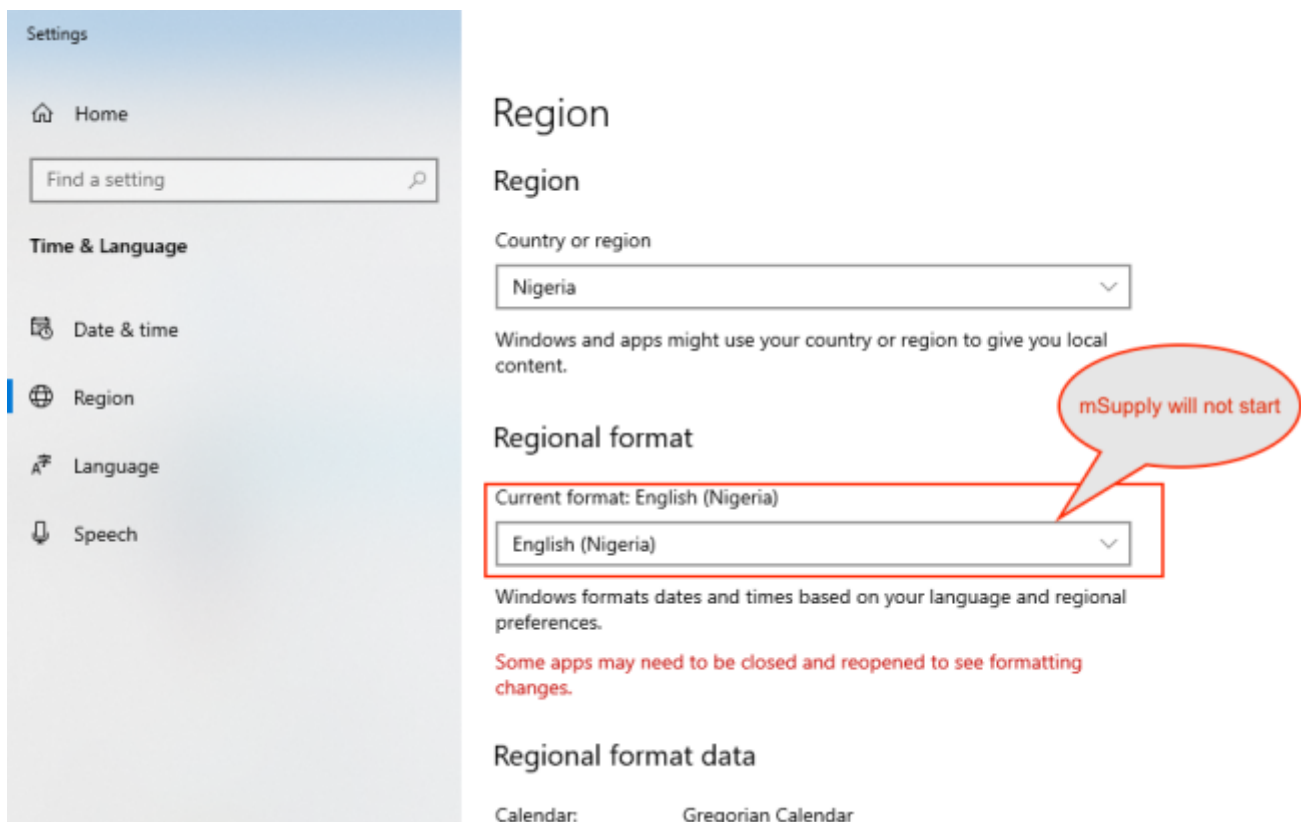 Settings
Home
Find a setting
Time & Language
Date & time
Region
Language
Speech
Region
Region
Country or region
Nigeria
Windows and apps might use your country or region to give you local
content.
mSupply will not start
Regional format
Current format: English (Nigeria)
English (Nigeria)
Windows formats dates and times based on your language and regional
preferences.
Some apps may need to be closed and reopened to see formatting
changes.
Regional format data
Calendar: Gregorian Calendar